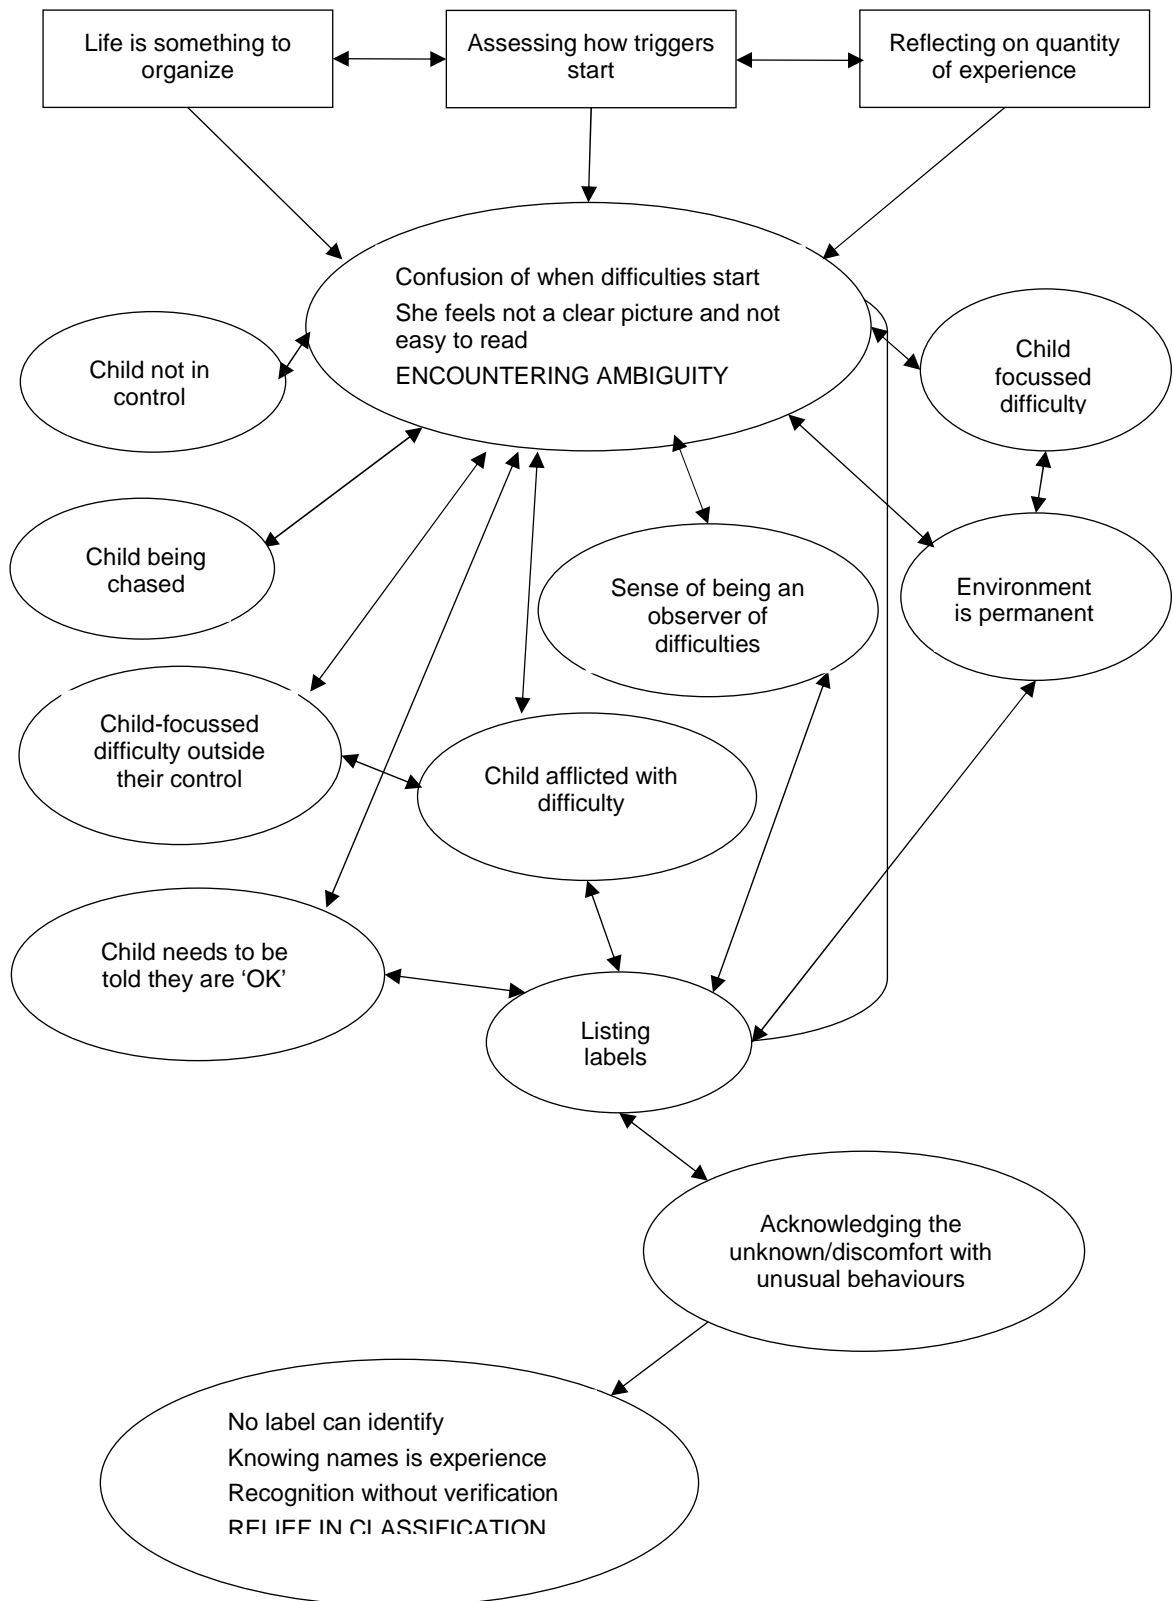 Life is something to
organize
Assessing how triggers
start
Reflecting on quantity
of experience
Confusion of when difficulties start
She feels not a clear picture and not
easy to read
ENCOUNTERING AMBIGUITY
Child not in
control
Child
focussed
difficulty
Child being
chased
Sense of being an
observer of
difficulties
Environment
is permanent
Child-focussed
difficulty outside
their control
Child afflicted with
difficulty
Child needs to be
told they are ‘OK’
Listing
labels
Acknowledging the
unknown/discomfort with
unusual behaviours
No label can identify
Knowing names is experience
Recognition without verification
RELIEF IN CLASSIFICATION